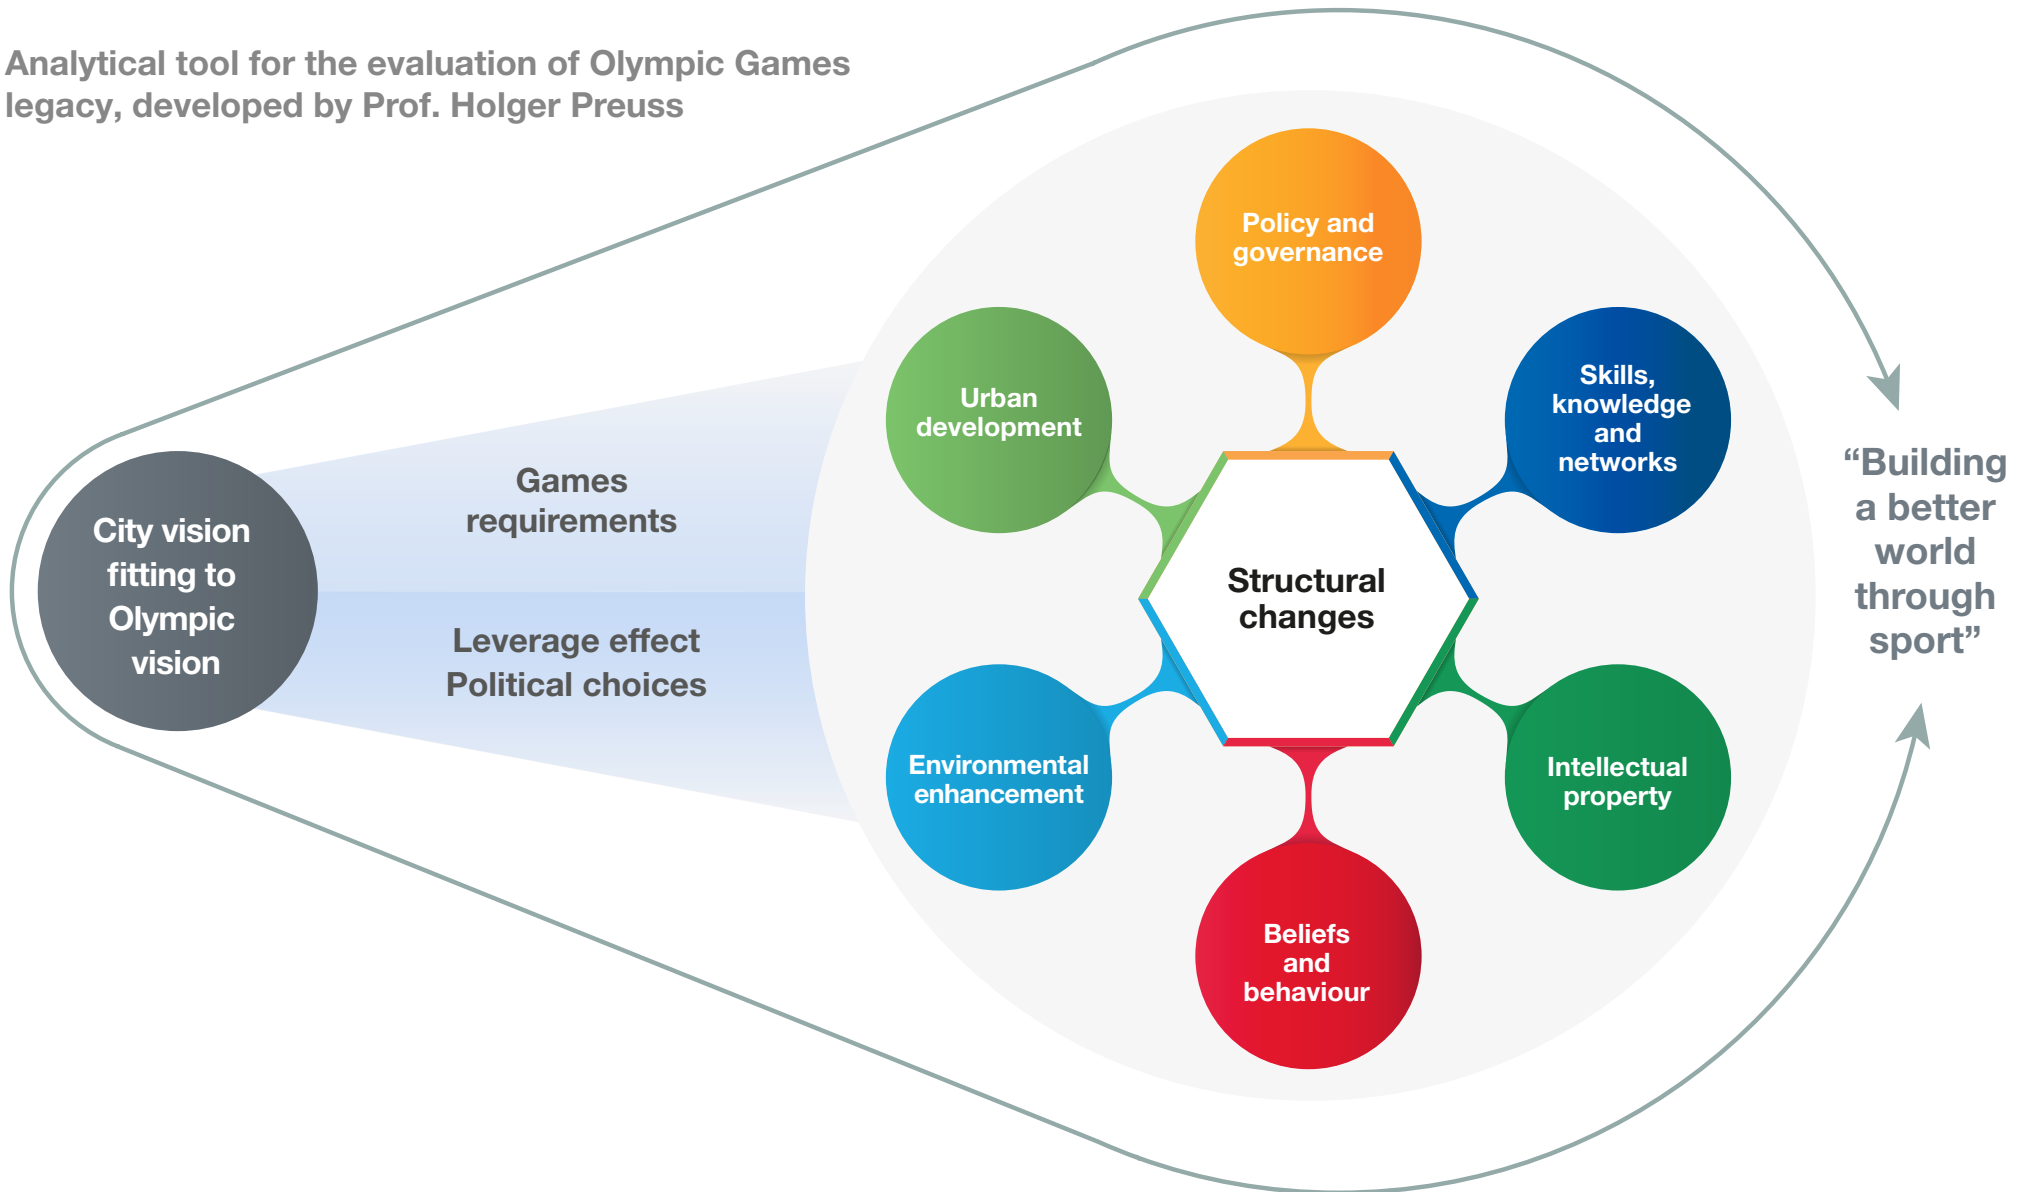 Analytical tool for the evaluation of Olympic Games
legacy, developed by Prof. Holger Preuss
City vision
fitting to
Olympic
vision
Games
requirements
Leverage effect
Political choices
Policy and
governance
Urban
development
Skills,
knowledge
and
networks
Structural
changes
Environmental
enhancement
Intellectual
property
Beliefs
and
behaviour
“Building
a better
world
through
sport”